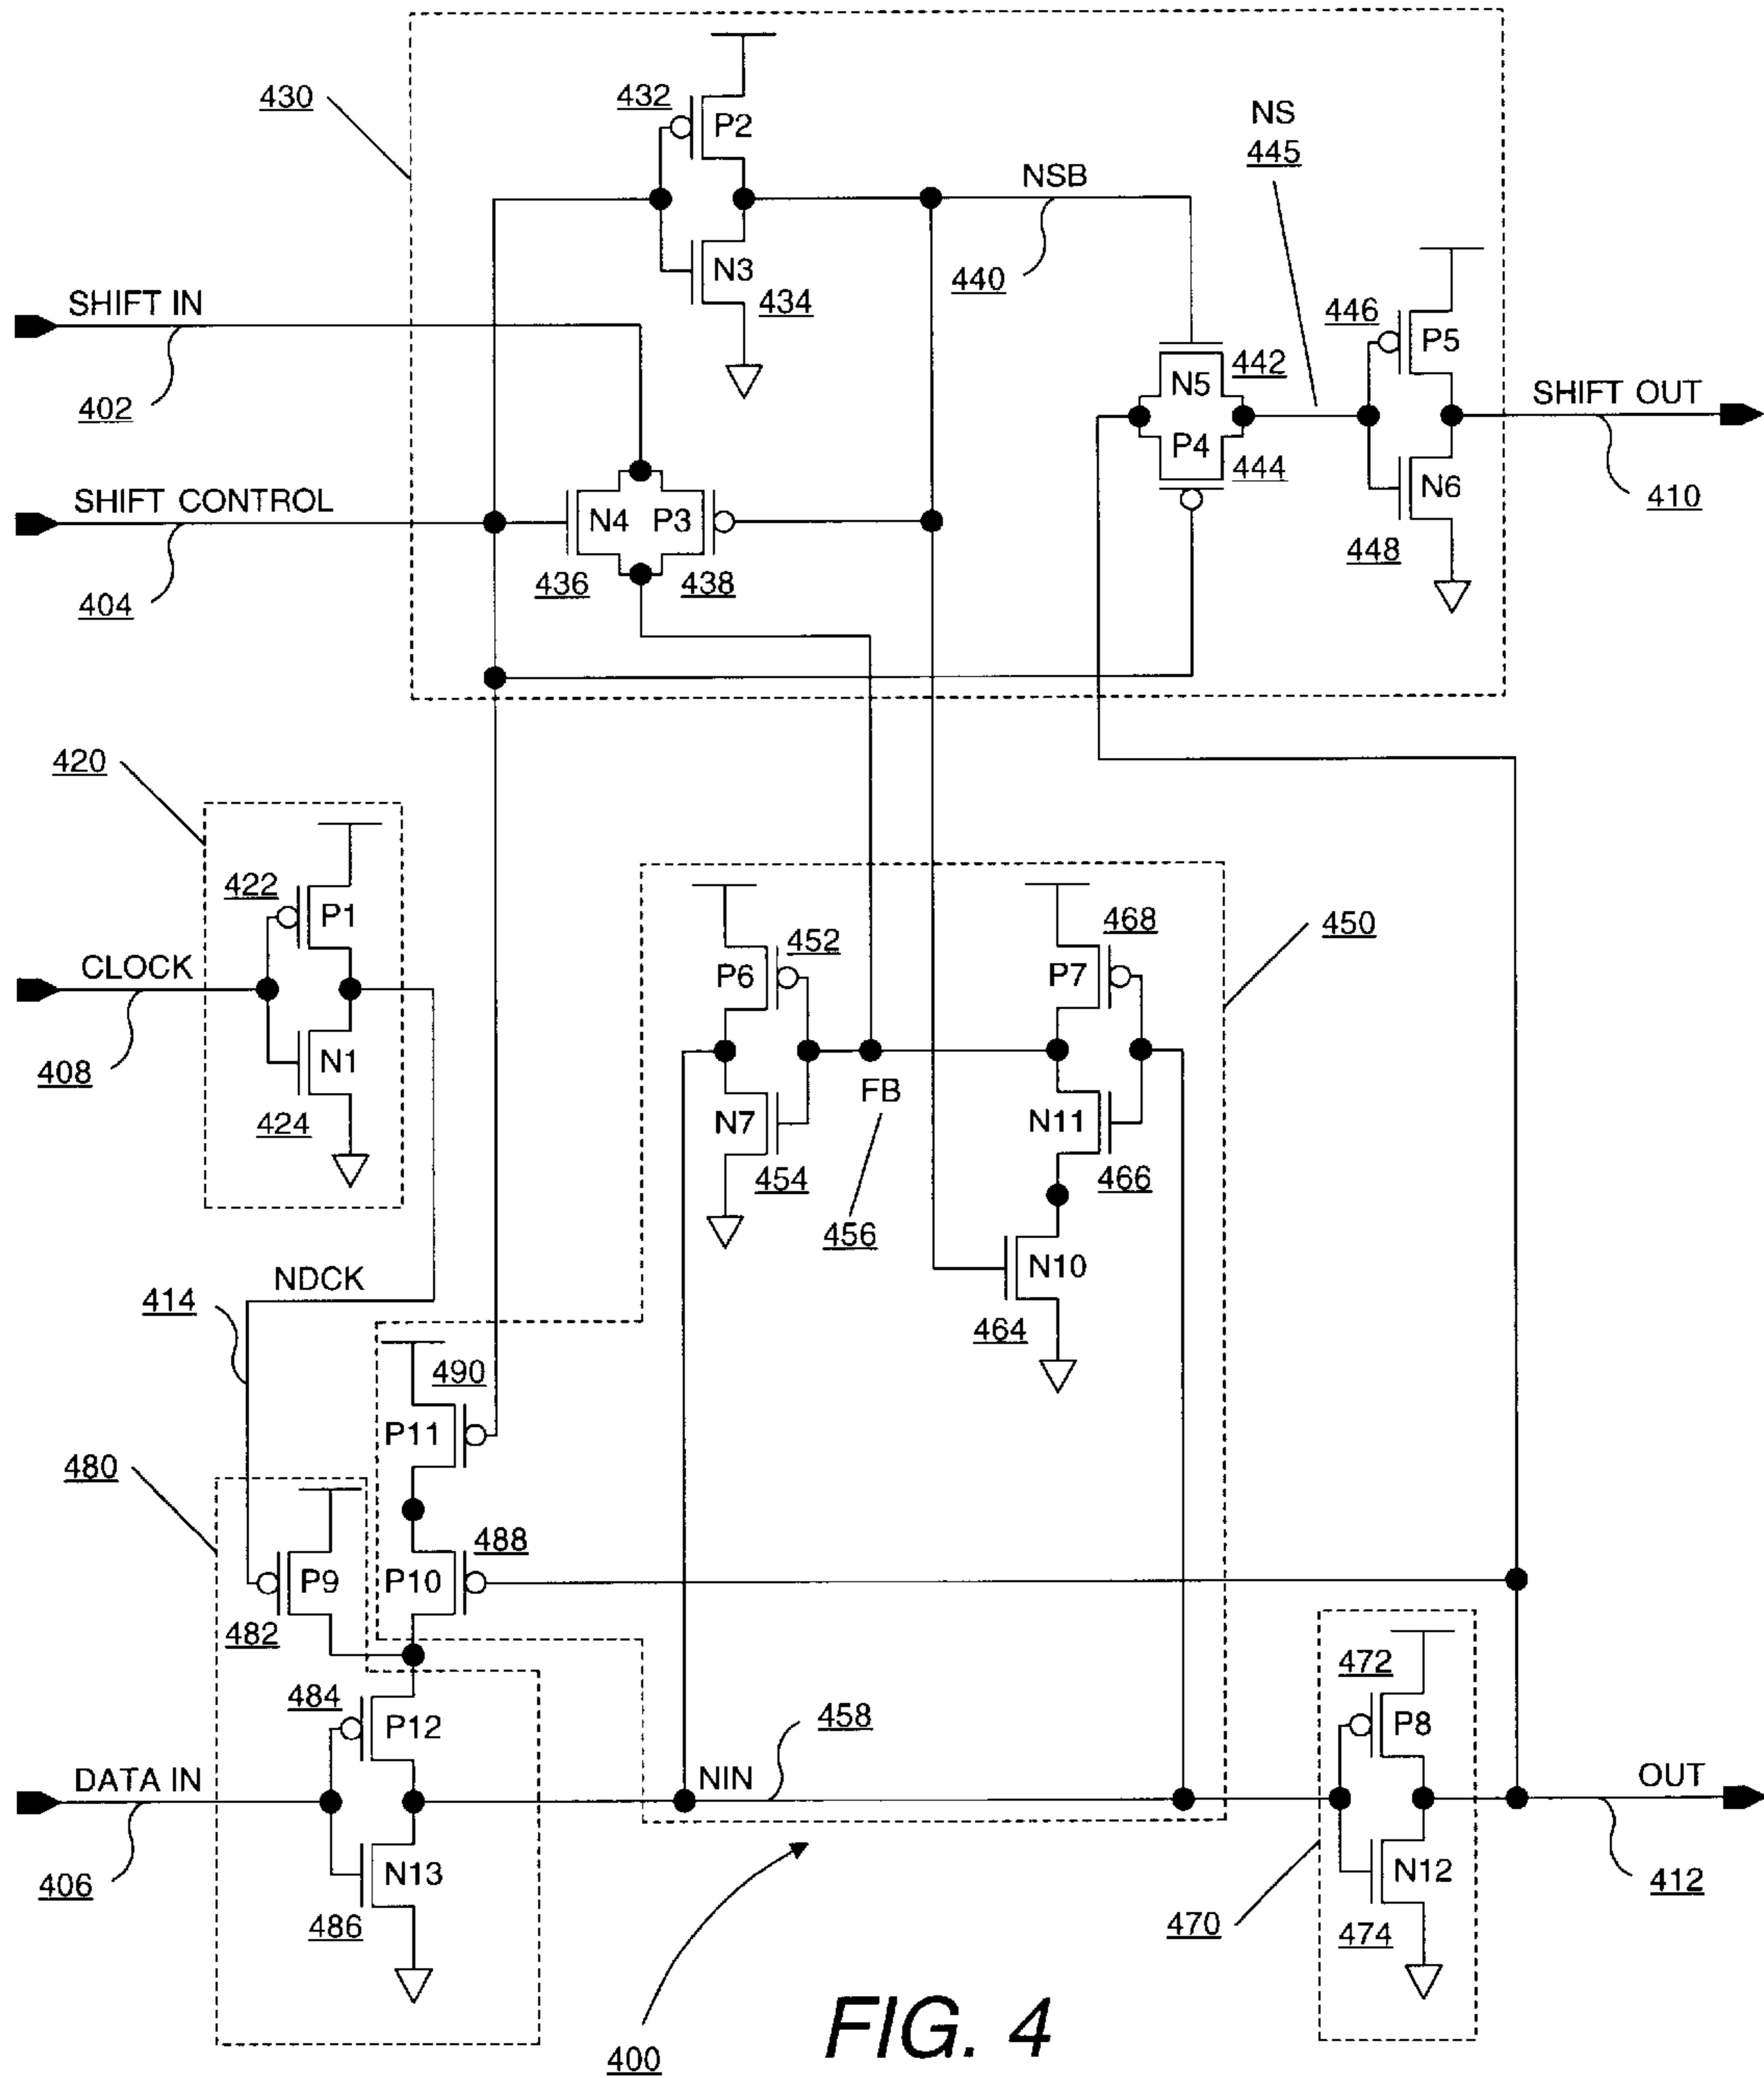 430
432
P2
NS
445
NSB
440
N3
434
SHIFT IN
402
446
P5
442
N5
SHIFT OUT
410
P4
444
N6
448
SHIFT CONTROL
404
N4
P3
436
438
420
422
P1
CLOCK
408
N1
424
450
452
P6
468
P7
FB
456
N7
454
N11
466
N10
464
NDCK
414
490
P11
480
488
P9
P10
482
472
484
P12
P8
458
DATA IN
406
NIN
OUT
412
N13
486
N12
470
474
400
FIG. 4